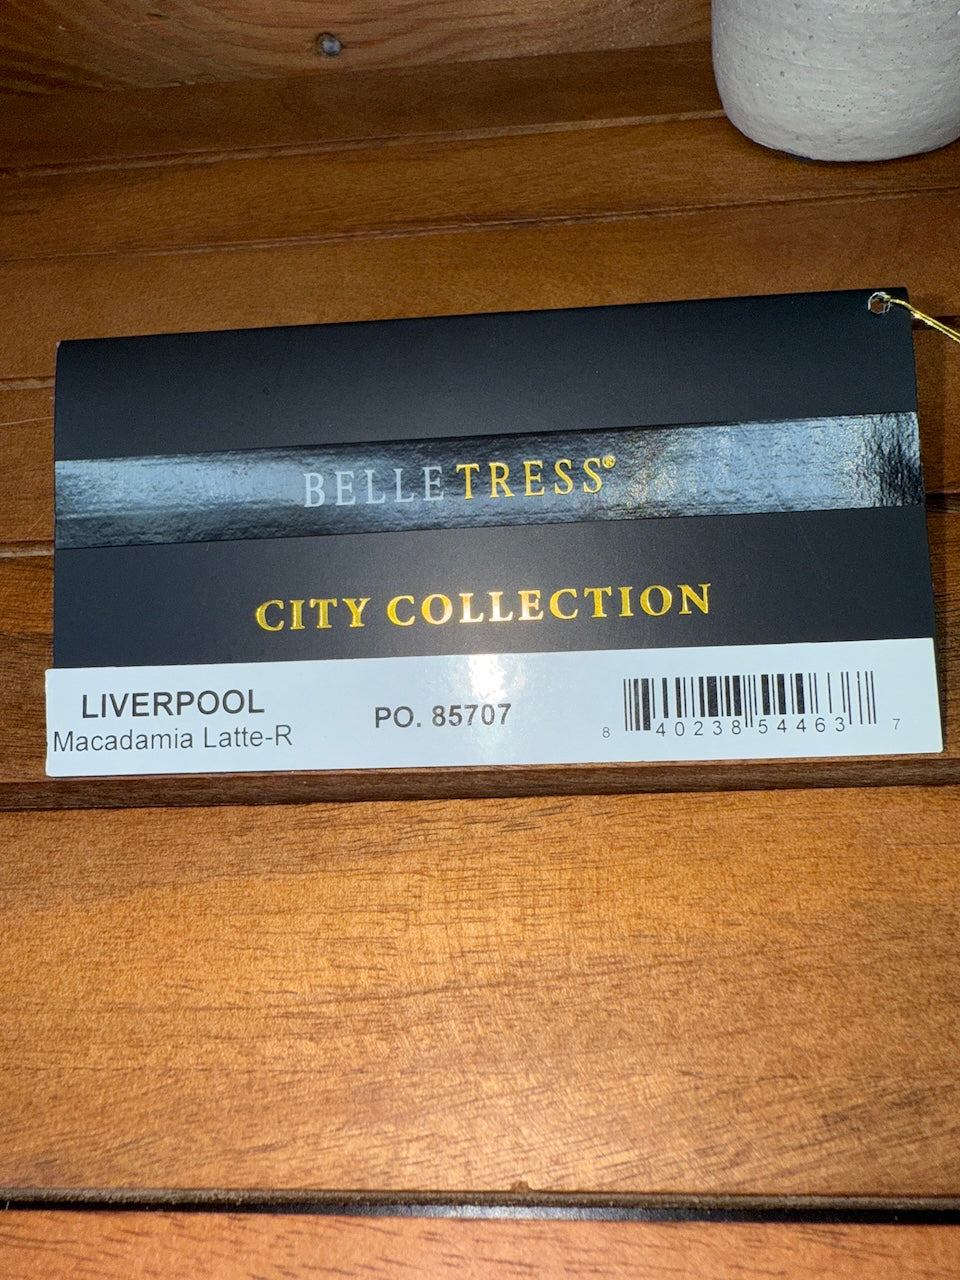 BELLETRESS®
CITY COLLECTION
LIVERPOOL
Macadamia Latte-R
PO. 85707
8 40238 54463 7